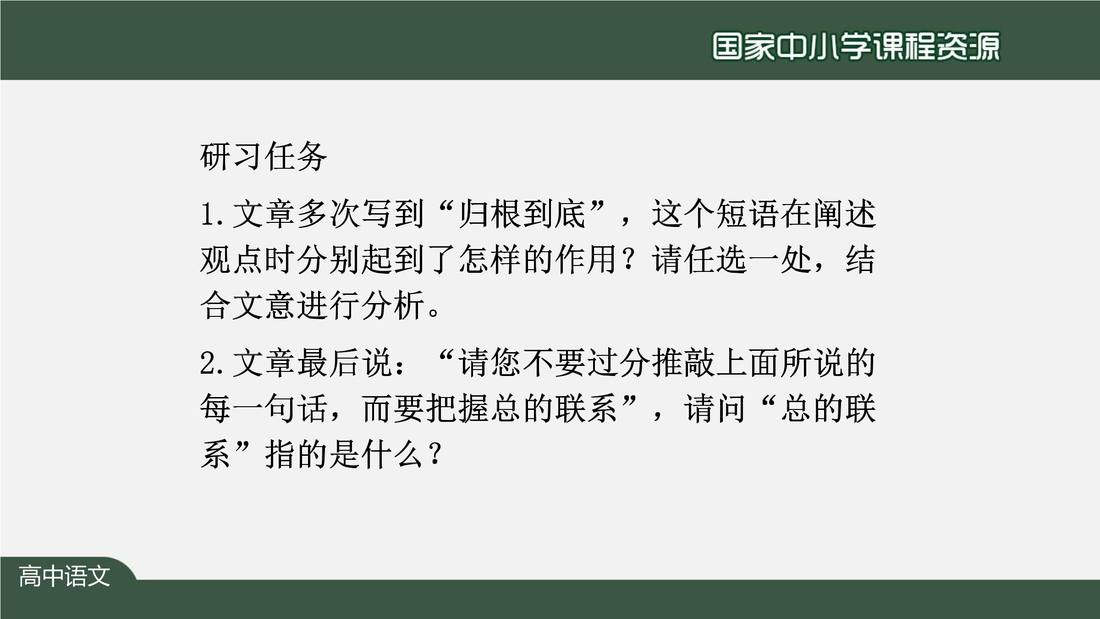 国家中小学课程资源
研习任务
1.文章多次写到“归根到底”，这个短语在阐述
观点时分别起到了怎样的作用？请任选一处，结
合文意进行分析。
2.文章最后说：“请您不要过分推敲上面所说的
每一句话，而要把握总的联系”，请问“总的联
系”指的是什么？
高中语文